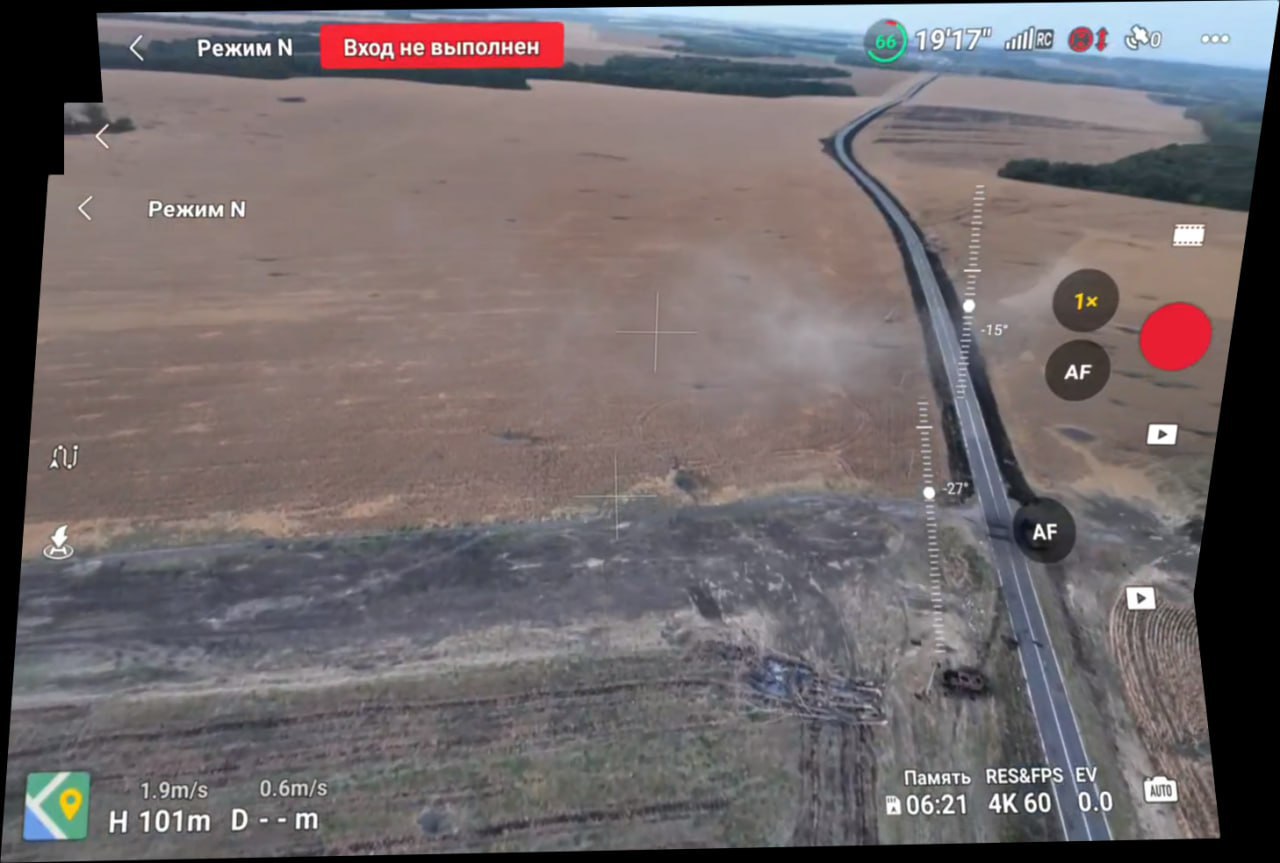 Режим N
Вход не выполнен
66
19'17"
RC
0
Режим N
1×
-15°
AF
-27°
AF
1.9m/s
0.6m/s
H 101m
D - - m
Память
RES&FPS
EV
06:21
4K 60
0.0
AUTO